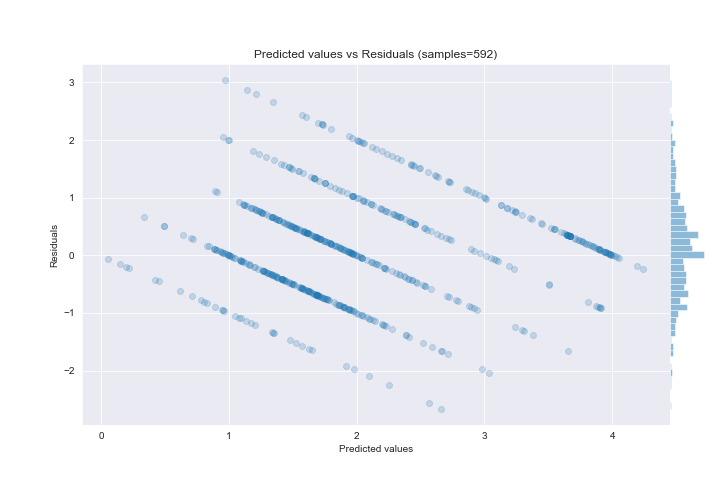 Predicted values vs Residuals (samples=592)
3
2
1
0
−1
−2
Residuals
0 1 2 3 4
Predicted values